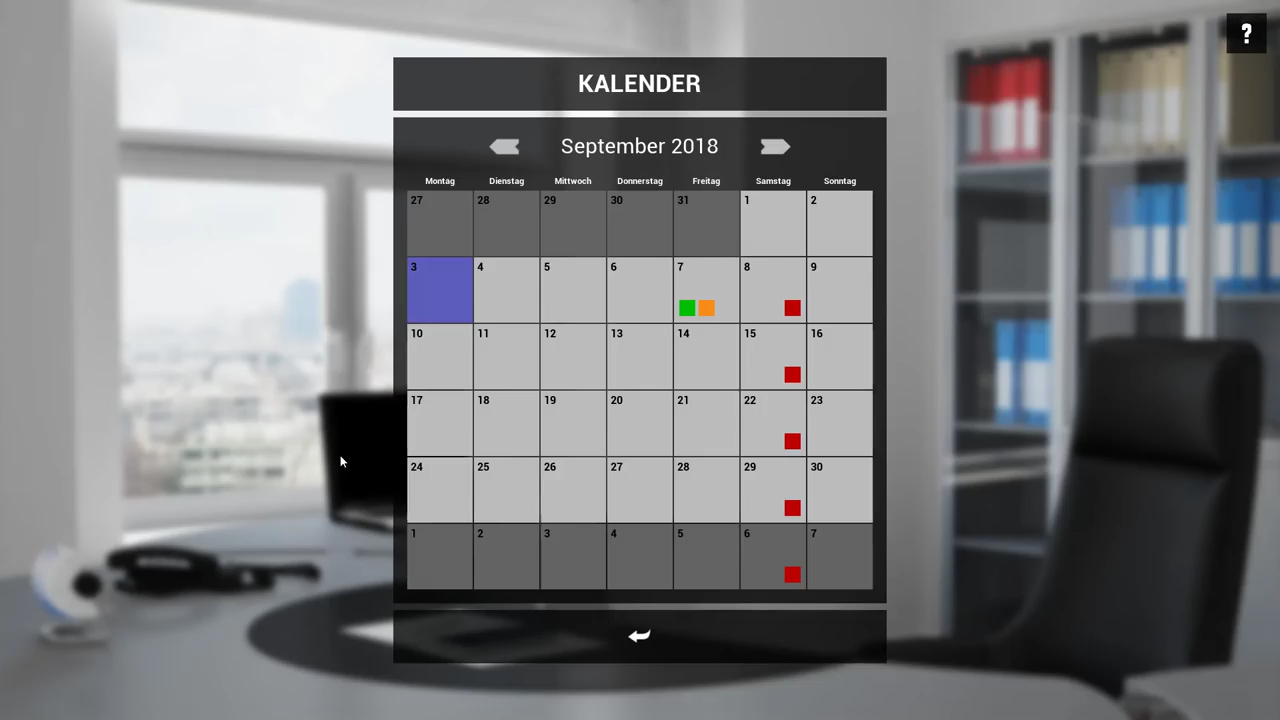 ?
KALENDER
September 2018
Montag Dienstag Mittwoch Donnerstag Freitag Samstag Sonntag
27 28 29 30 31 1 2
3 4 5 6 7 8 9
10 11 12 13 14 15 16
17 18 19 20 21 22 23
24 25 26 27 28 29 30
1 2 3 4 5 6 7